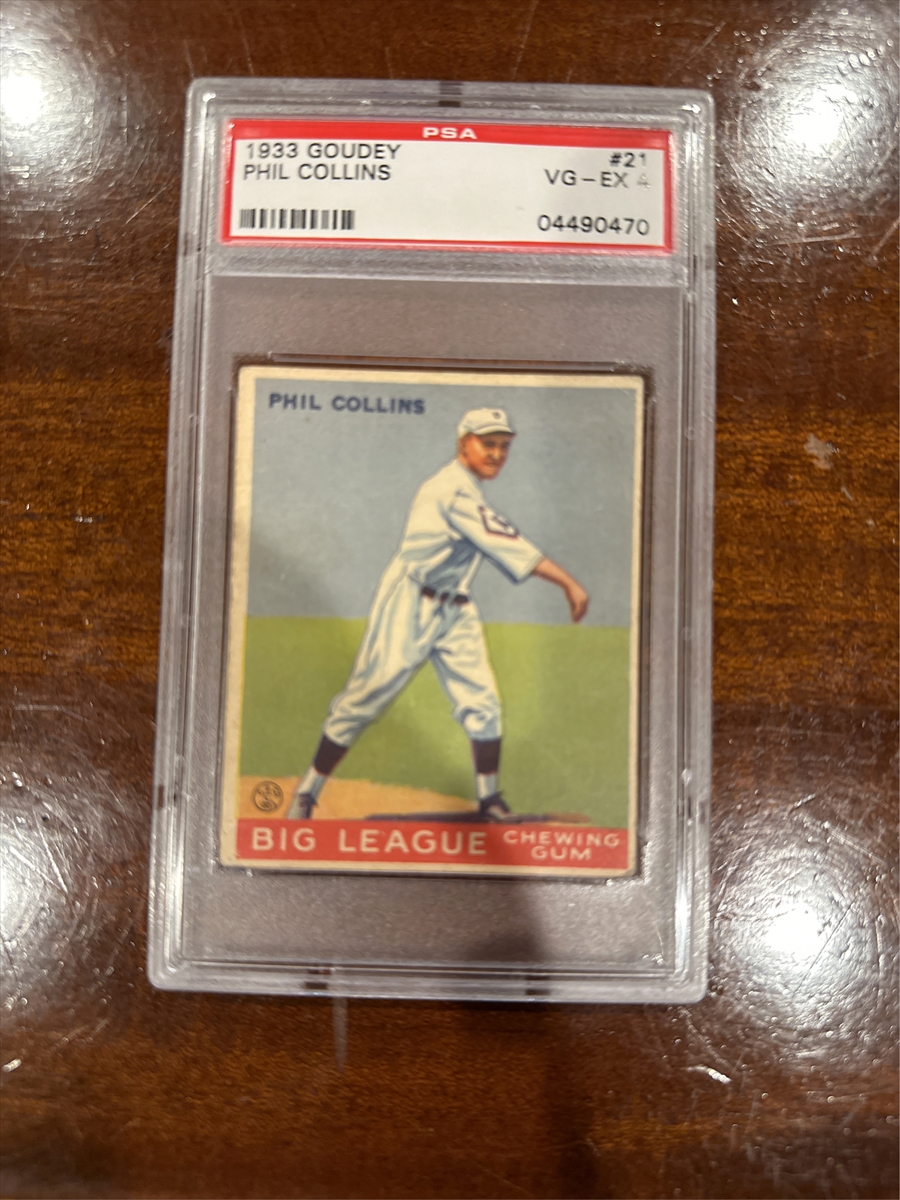 PSA
1933 GOUDEY #21
PHIL COLLINS VG-EX 4
04490470
PHIL COLLINS
BIG LEAGUE CHEWING GUM